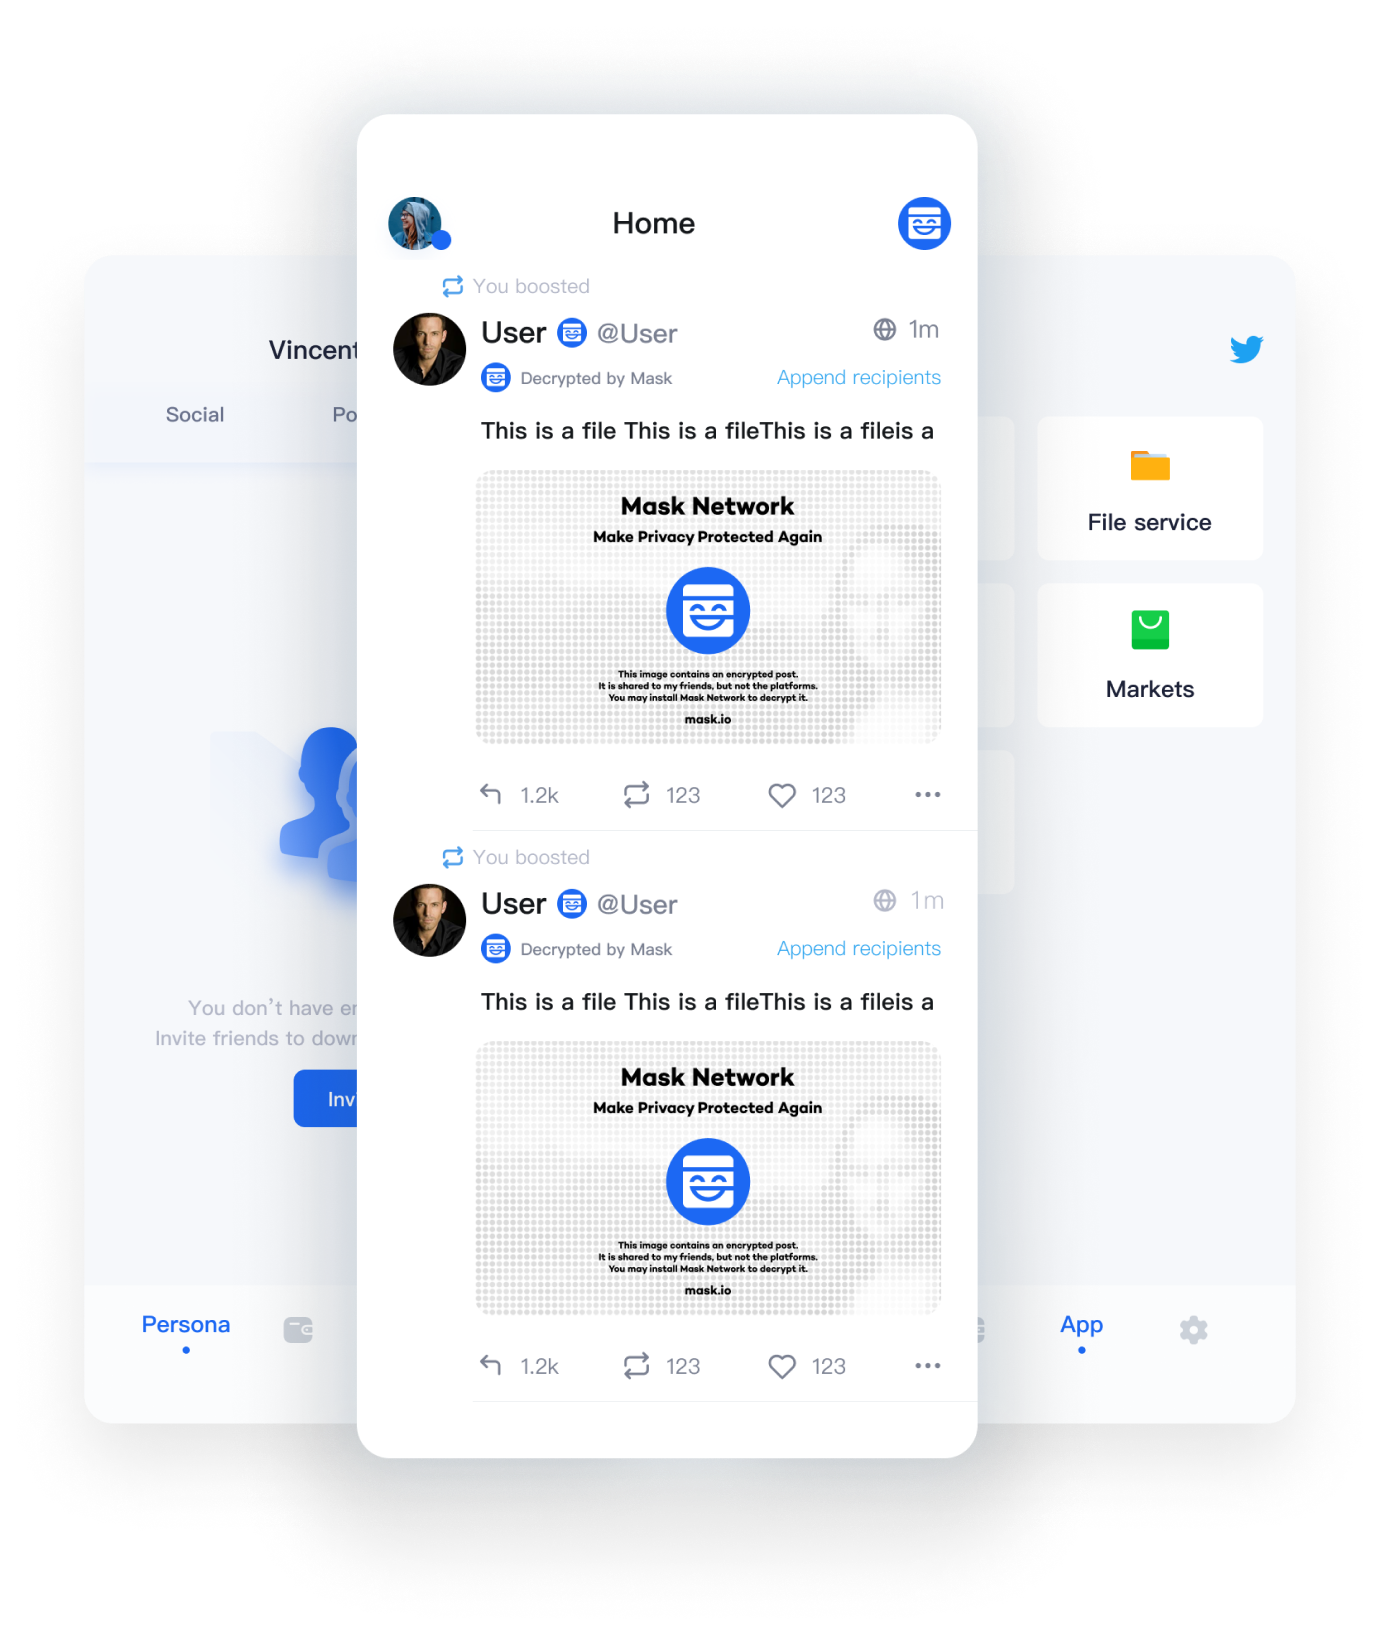 Home
You boosted
User @User 1m
Decrypted by Mask Append recipients
This is a file This is a fileThis is a fileis a
Mask Network
Make Privacy Protected Again
This image contains an encrypted post.
It is shared to my friends, but not the platforms.
You may install Mask Network to decrypt it.
mask.io
1.2k 123 123
You boosted
User @User 1m
Decrypted by Mask Append recipients
This is a file This is a fileThis is a fileis a
Mask Network
Make Privacy Protected Again
This image contains an encrypted post.
It is shared to my friends, but not the platforms.
You may install Mask Network to decrypt it.
mask.io
1.2k 123 123
Vincent
Social Po
You don't have
Invite friends to
Persona
File service
Markets
App